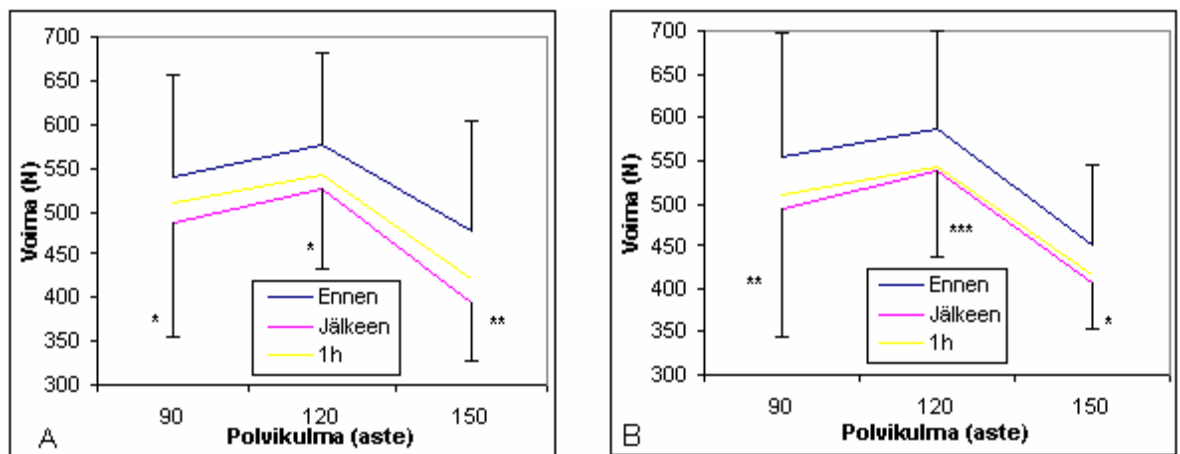 700
650
600
550
500
450
400
350
300
Voima (N)
*
*
**
Ennen
Jälkeen
1h
90 120 150
A Polvikulma (aste)
700
650
600
550
500
450
400
350
300
Voima (N)
**
***
*
Ennen
Jälkeen
1h
90 120 150
B Polvikulma (aste)